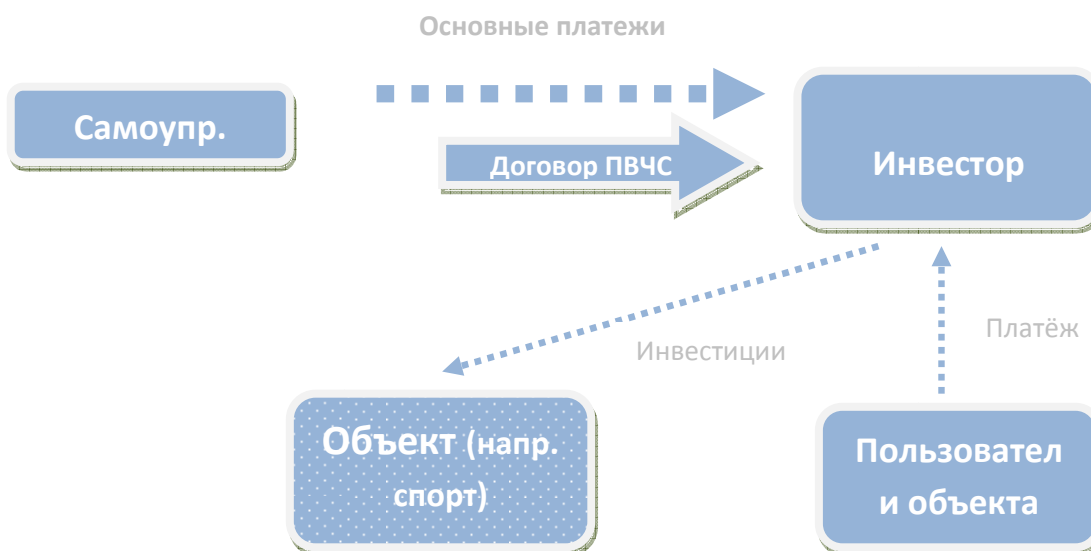 Основные платежи
Самоупр.
Договор ПВЧС
Инвестор
Инвестиции
Платёж
Объект (напр.
спорт)
Пользовател
и объекта